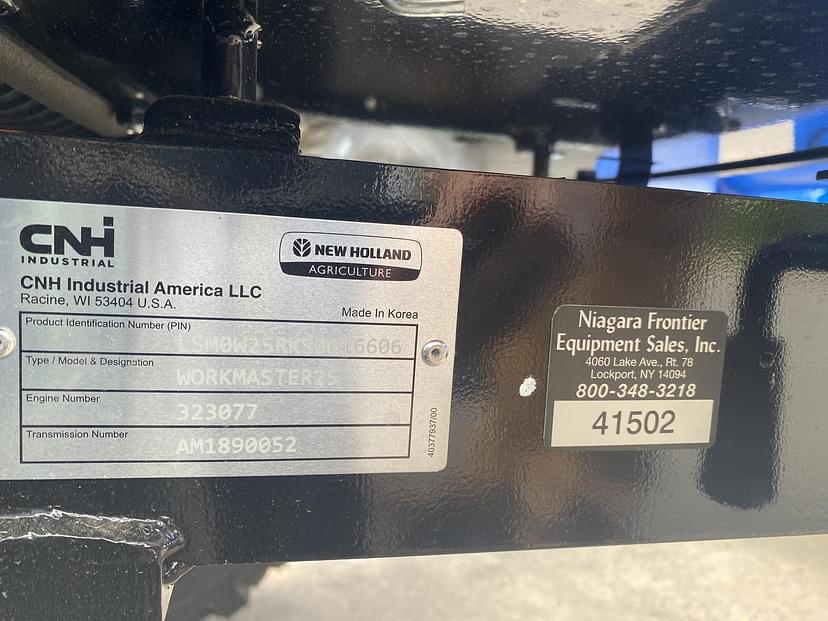 CNH
INDUSTRIAL
NEW HOLLAND
AGRICULTURE
CNH Industrial America LLC
Racine, WI 53404 U.S.A.
Made In Korea
Product Identification Number (PIN)
Type / Model & Designation
WORKMASTER
Engine Number
323077
Transmission Number
AM1890052
40377937/00
Niagara Frontier
Equipment Sales, Inc.
4060 Lake Ave., Rt. 78
Lockport, NY 14094
800-348-3218
41502